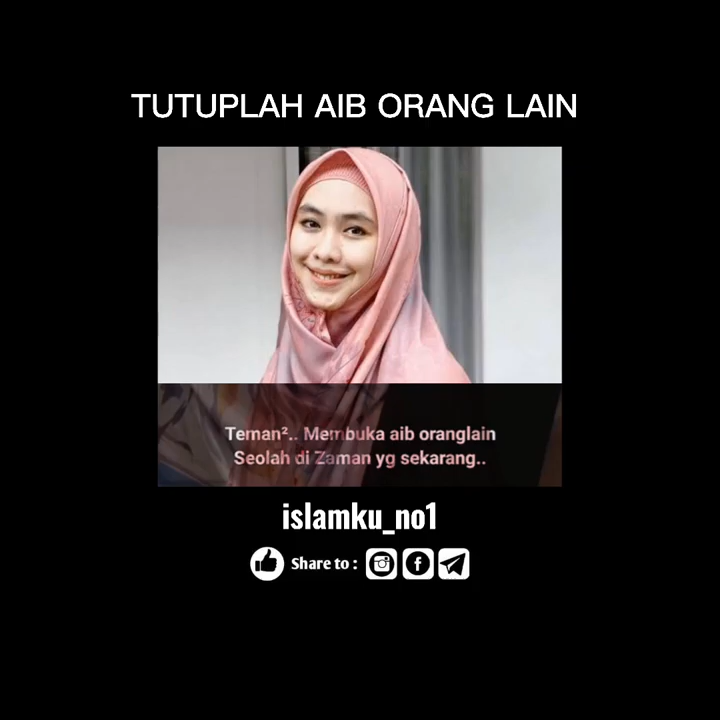 TUTUPLAH AIB ORANG LAIN
Teman².. Membuka aib oranglain
Seolah di Zaman yg sekarang..
islamku_no1
Share to :